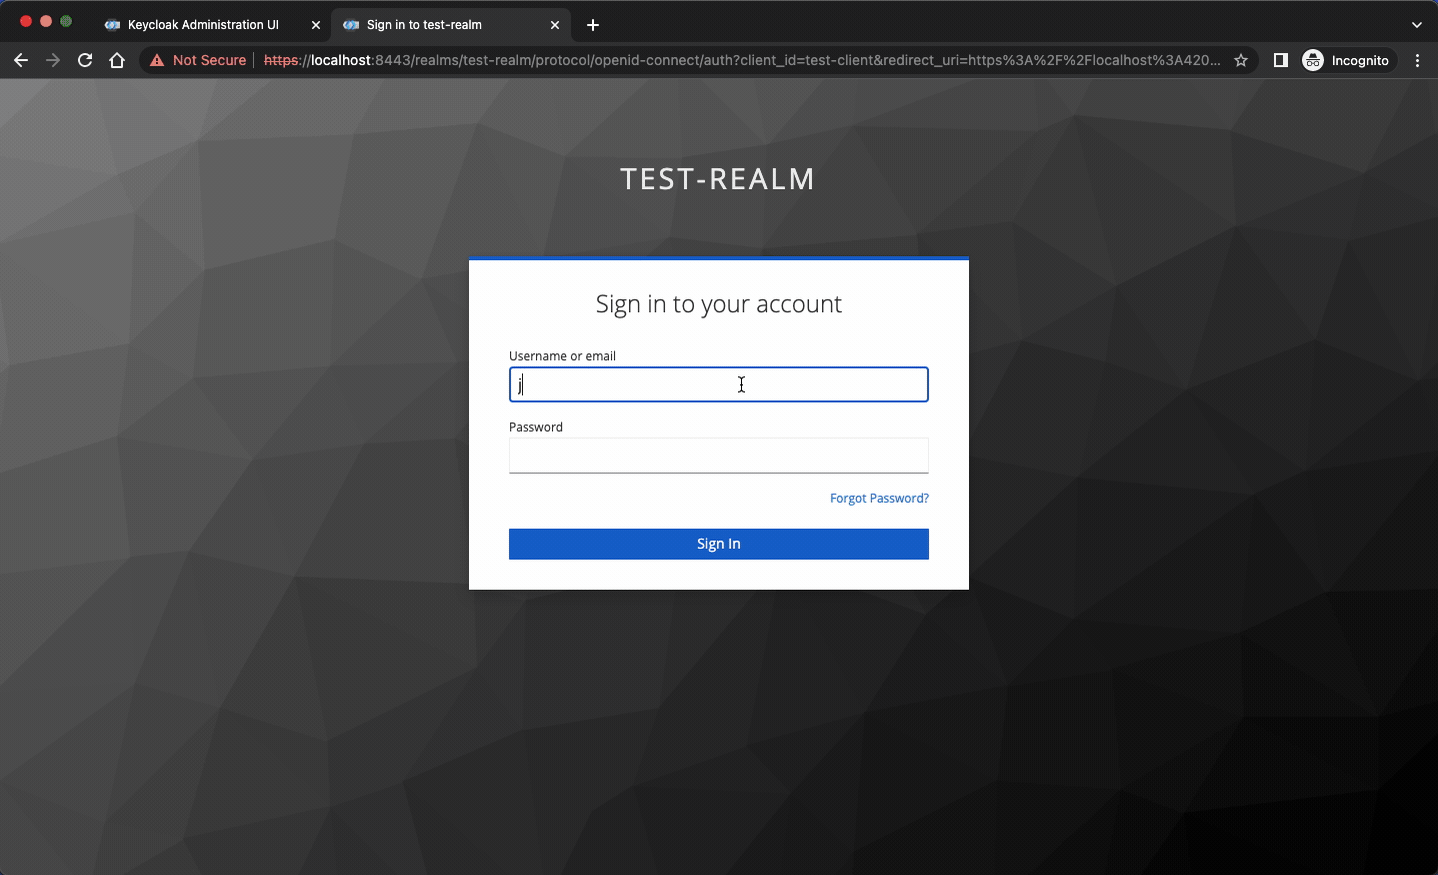 Keycloak Administration UI
Sign in to test-realm
Not Secure https://localhost:8443/realms/test-realm/protocol/openid-connect/auth?client_id=test-client&redirect_uri=https%3A%2F%2Flocalhost%3A420... Incognito
TEST-REALM
Sign in to your account
Username or email
j
Password
Forgot Password?
Sign In